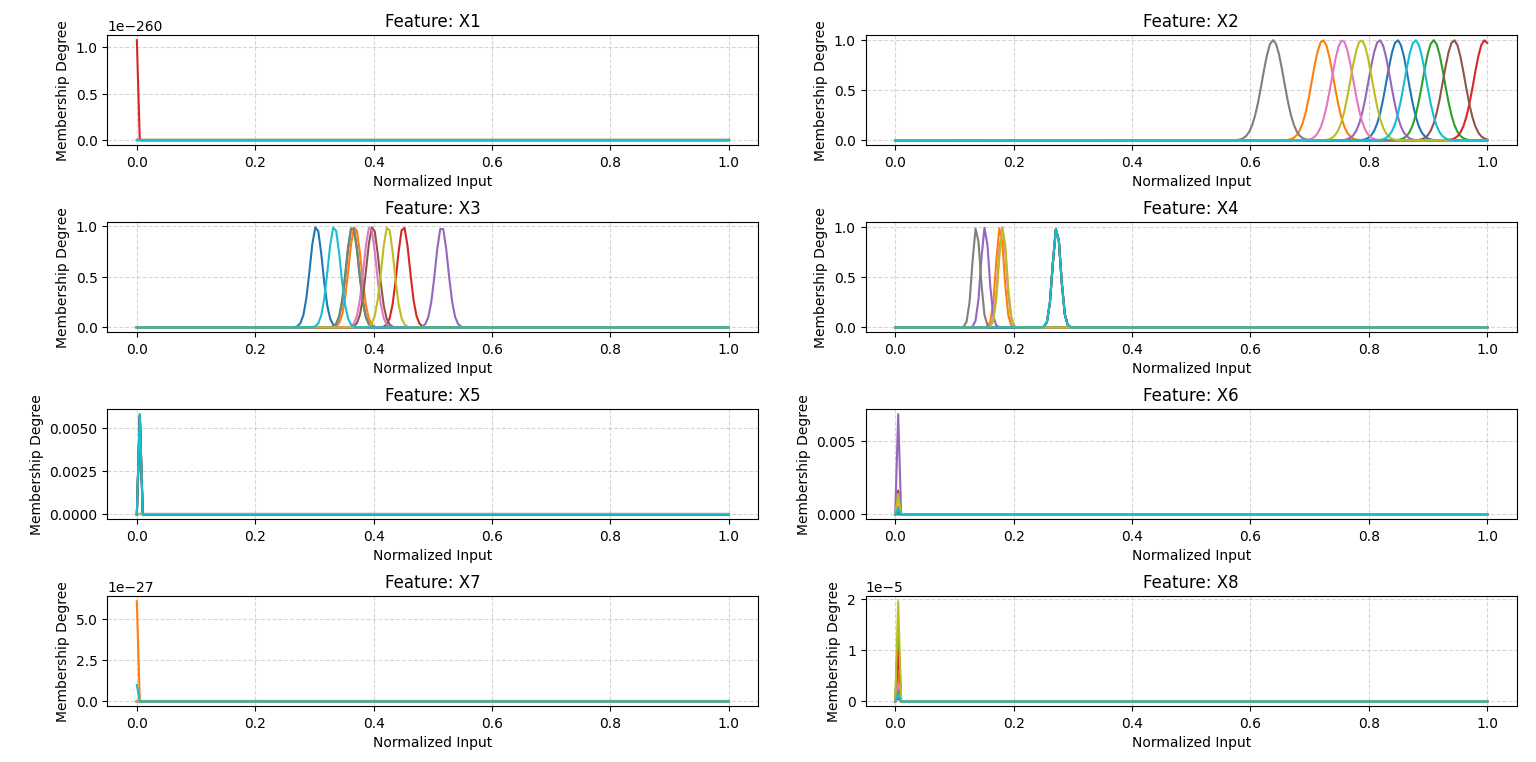 Feature: X1
1e−260
Membership Degree
1.0
0.5
0.0
0.0 0.2 0.4 0.6 0.8 1.0
Normalized Input
Feature: X2
Membership Degree
1.0
0.5
0.0
0.0 0.2 0.4 0.6 0.8 1.0
Normalized Input
Feature: X3
Membership Degree
1.0
0.5
0.0
0.0 0.2 0.4 0.6 0.8 1.0
Normalized Input
Feature: X4
Membership Degree
1.0
0.5
0.0
0.0 0.2 0.4 0.6 0.8 1.0
Normalized Input
Feature: X5
Membership Degree
0.0050
0.0025
0.0000
0.0 0.2 0.4 0.6 0.8 1.0
Normalized Input
Feature: X6
Membership Degree
0.005
0.000
0.0 0.2 0.4 0.6 0.8 1.0
Normalized Input
Feature: X7
1e−27
Membership Degree
5.0
2.5
0.0
0.0 0.2 0.4 0.6 0.8 1.0
Normalized Input
Feature: X8
1e−5
Membership Degree
2
1
0
0.0 0.2 0.4 0.6 0.8 1.0
Normalized Input